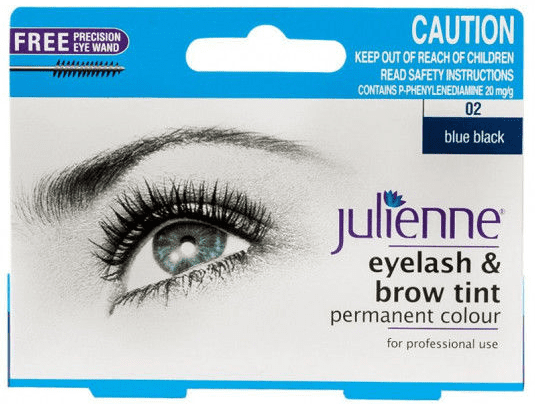 FREE PRECISION
EYE WAND
CAUTION
KEEP OUT OF REACH OF CHILDREN
READ SAFETY INSTRUCTIONS
CONTAINS P-PHENYLENEDIAMINE 20 mg/g
02
blue black
julienne®
eyelash &
brow tint
permanent colour
for professional use